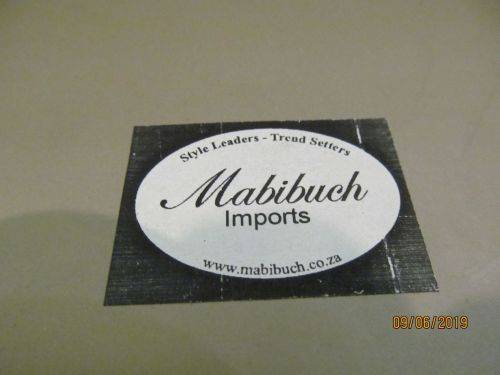 Style Leaders - Trend Setters
Mabibuch
Imports
www.mabibuch.co.za
09/06/2019